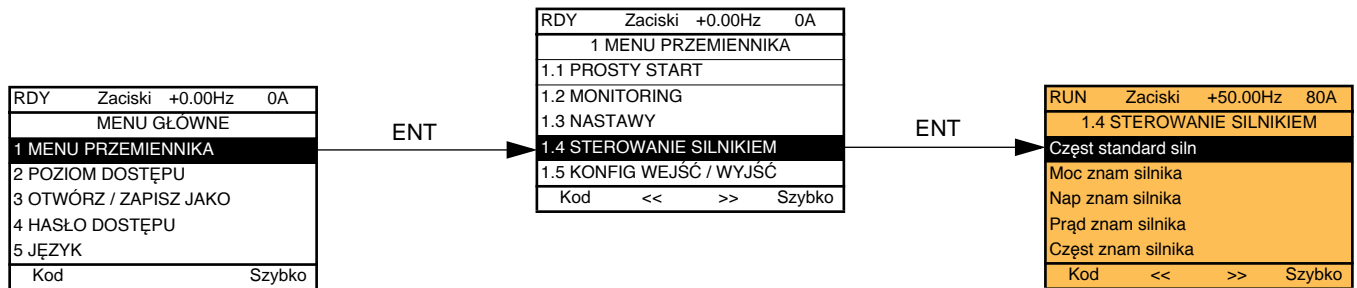 RDY Zaciski +0.00Hz 0A
MENU GŁÓWNE
1 MENU PRZEMIENNIKA
2 POZIOM DOSTĘPU
3 OTWÓRZ / ZAPISZ JAKO
4 HASŁO DOSTĘPU
5 JĘZYK
Kod Szybko
ENT
RDY Zaciski +0.00Hz 0A
1 MENU PRZEMIENNIKA
1.1 PROSTY START
1.2 MONITORING
1.3 NASTAWY
1.4 STEROWANIE SILNIKIEM
1.5 KONFIG WEJŚĆ / WYJŚĆ
Kod << >> Szybko
ENT
RUN Zaciski +50.00Hz 80A
1.4 STEROWANIE SILNIKIEM
Częst standard siln
Moc znam silnika
Nap znam silnika
Prąd znam silnika
Częst znam silnika
Kod << >> Szybko